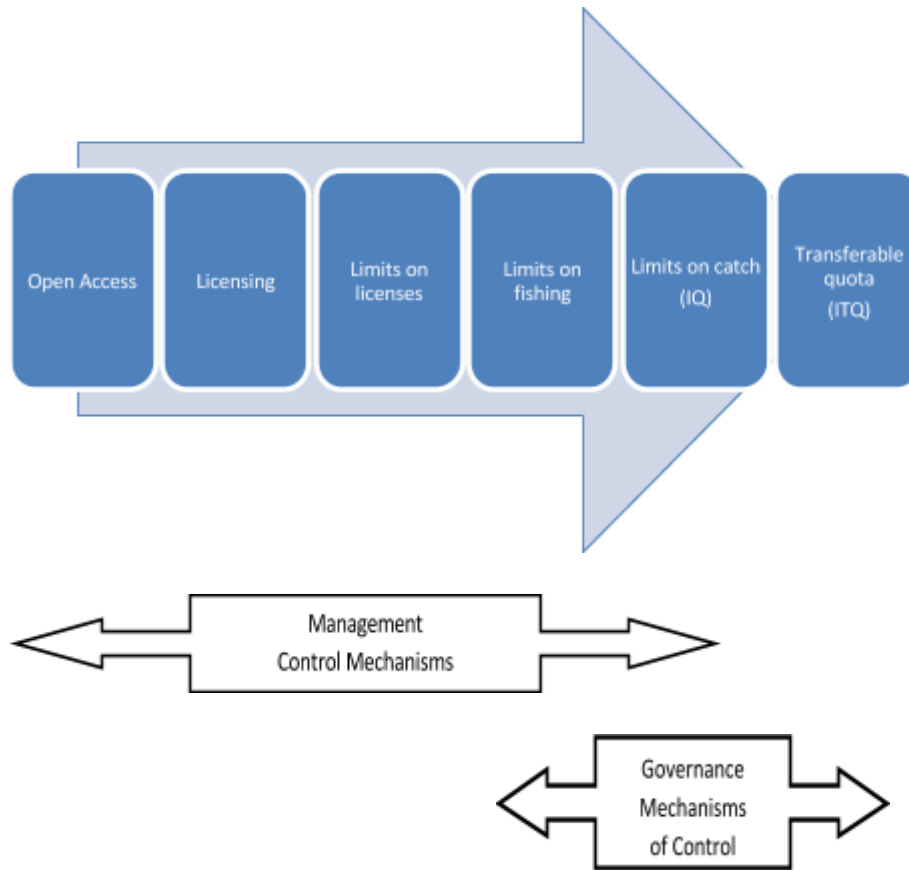 Open Access
Licensing
Limits on
licenses
Limits on
fishing
Limits on catch
(IQ)
Transferable
quota
(ITQ)
Management
Control Mechanisms
Governance
Mechanisms
of Control